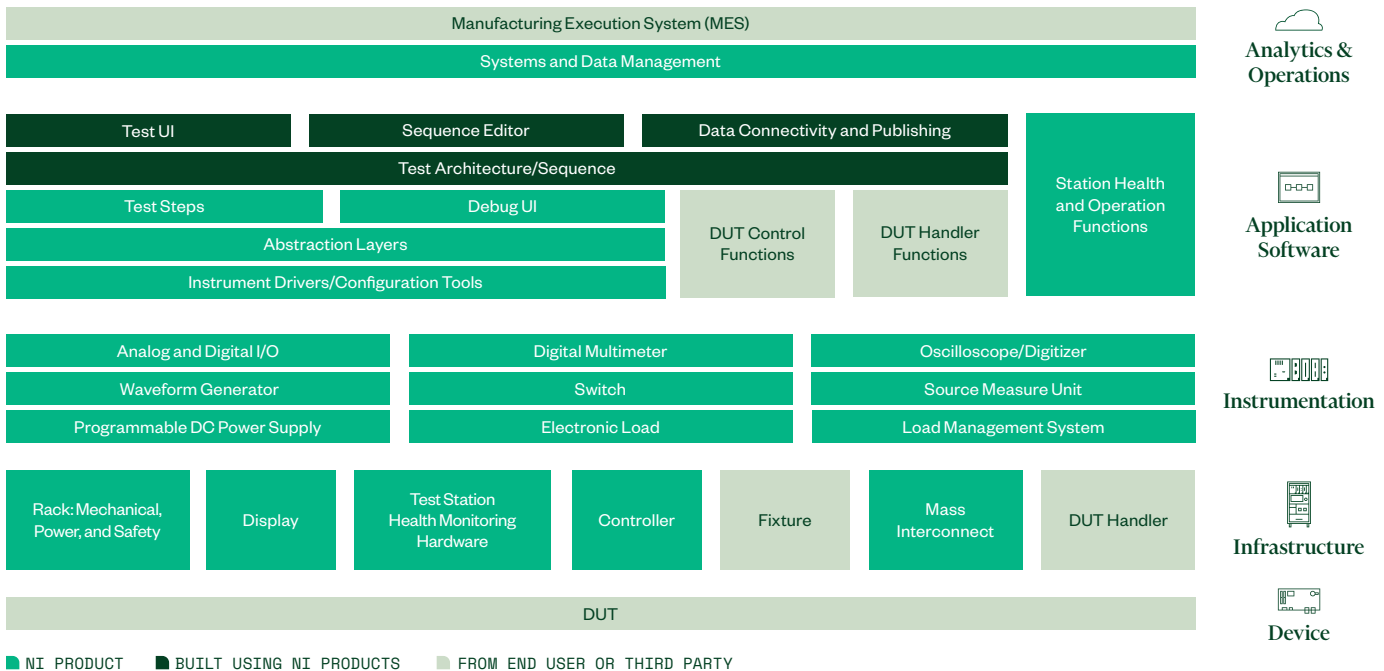 Manufacturing Execution System (MES)
Systems and Data Management
Analytics &
Operations
Test UI
Sequence Editor
Data Connectivity and Publishing
Test Architecture/Sequence
Test Steps
Debug UI
Abstraction Layers
Instrument Drivers/Configuration Tools
DUT Control
Functions
DUT Handler
Functions
Station Health
and Operation
Functions
Application
Software
Analog and Digital I/O
Digital Multimeter
Oscilloscope/Digitizer
Waveform Generator
Switch
Source Measure Unit
Programmable DC Power Supply
Electronic Load
Load Management System
Instrumentation
Rack: Mechanical,
Power, and Safety
Display
Test Station
Health Monitoring
Hardware
Controller
Fixture
Mass
Interconnect
DUT Handler
Infrastructure
DUT
Device
NI PRODUCT
BUILT USING NI PRODUCTS
FROM END USER OR THIRD PARTY